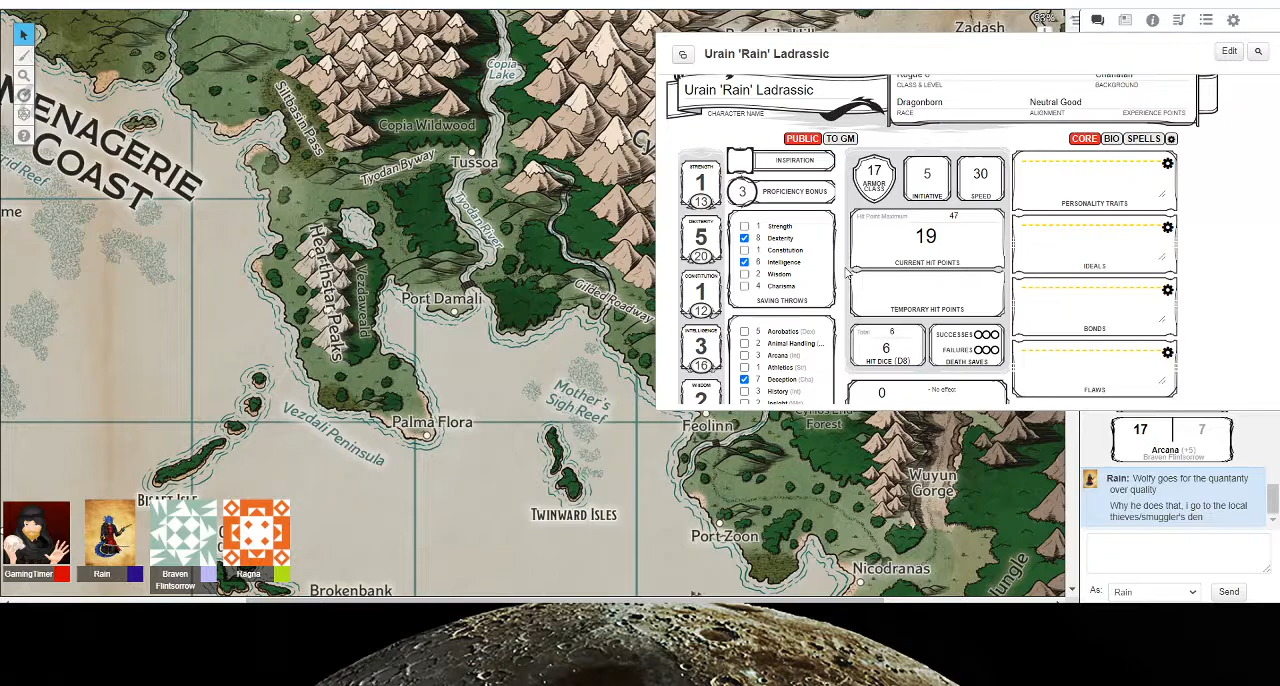 93%
Zadash
MENAGERIE
COAST
Copia
Lake
Copia Wildwood
Tyodan Byway
Tussoa
Tyodan River
Hearthstar Peaks
Vezdaweald
Port Damali
Gilded Roadway
Mother's
Sigh Reef
Vezdali Peninsula
Palma Flora
Bisaft Isle
Twinward Isles
Feolinn
Wuyun
Gorge
Port Zoon
Nicodranas
Jungle
Brokenbank
GamingTimer
Rain
Braven
Flintsorrow
Ragna
Urain 'Rain' Ladrassic
Edit
Urain 'Rain' Ladrassic
CHARACTER NAME
CLASS & LEVEL
BACKGROUND
Dragonborn
Neutral Good
RACE
ALIGNMENT
EXPERIENCE POINTS
PUBLIC
TO GM
CORE
BIO
SPELLS
STRENGTH
1
13
DEXTERITY
5
20
CONSTITUTION
1
12
INTELLIGENCE
3
16
WISDOM
2
INSPIRATION
3 PROFICIENCY BONUS
1 Strength
8 Dexterity
1 Constitution
6 Intelligence
2 Wisdom
4 Charisma
SAVING THROWS
5 Acrobatics (Dex)
2 Animal Handling (...
3 Arcana (Int)
1 Athletics (Str)
7 Deception (Cha)
3 History (Int)
17
ARMOR
CLASS
5
INITIATIVE
30
SPEED
Hit Point Maximum 47
19
CURRENT HIT POINTS
TEMPORARY HIT POINTS
Total 6
6
HIT DICE (D8)
SUCCESSES
FAILURES
DEATH SAVES
0
- No effect
PERSONALITY TRAITS
IDEALS
BONDS
FLAWS
17 7
Arcana (+5)
Braven Flintsorrow
Rain: Wolfy goes for the quantanty
over quality
Why he does that, i go to the local
thieves/smuggler's den
As: Rain Send